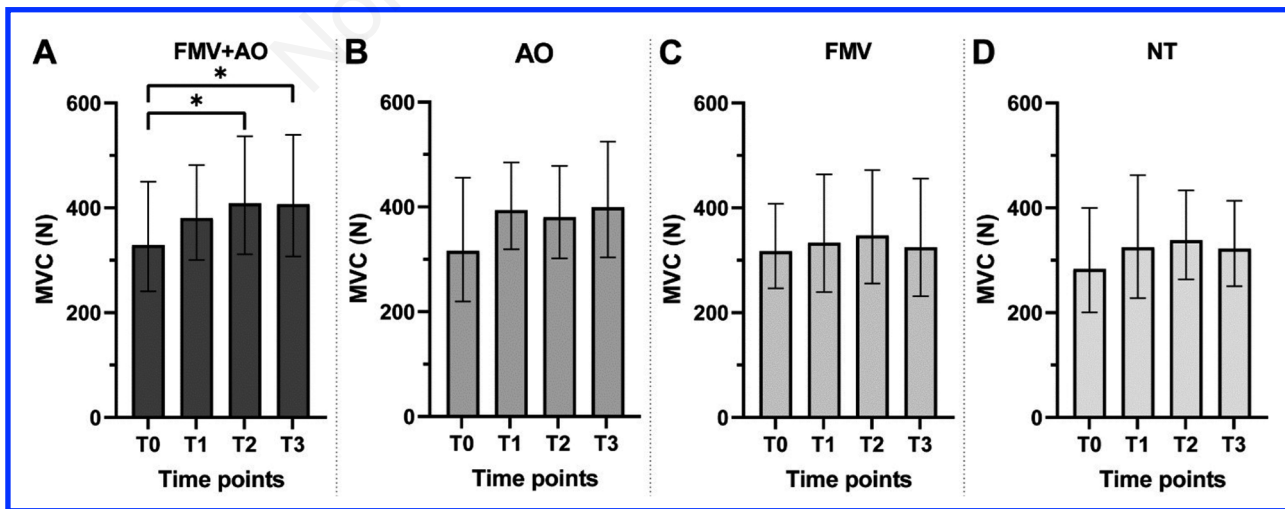 A FMV+AO
* *
MVC (N)
600
400
200
0
T0 T1 T2 T3
Time points
B AO
MVC (N)
600
400
200
0
T0 T1 T2 T3
Time points
C FMV
MVC (N)
600
400
200
0
T0 T1 T2 T3
Time points
D NT
MVC (N)
600
400
200
0
T0 T1 T2 T3
Time points